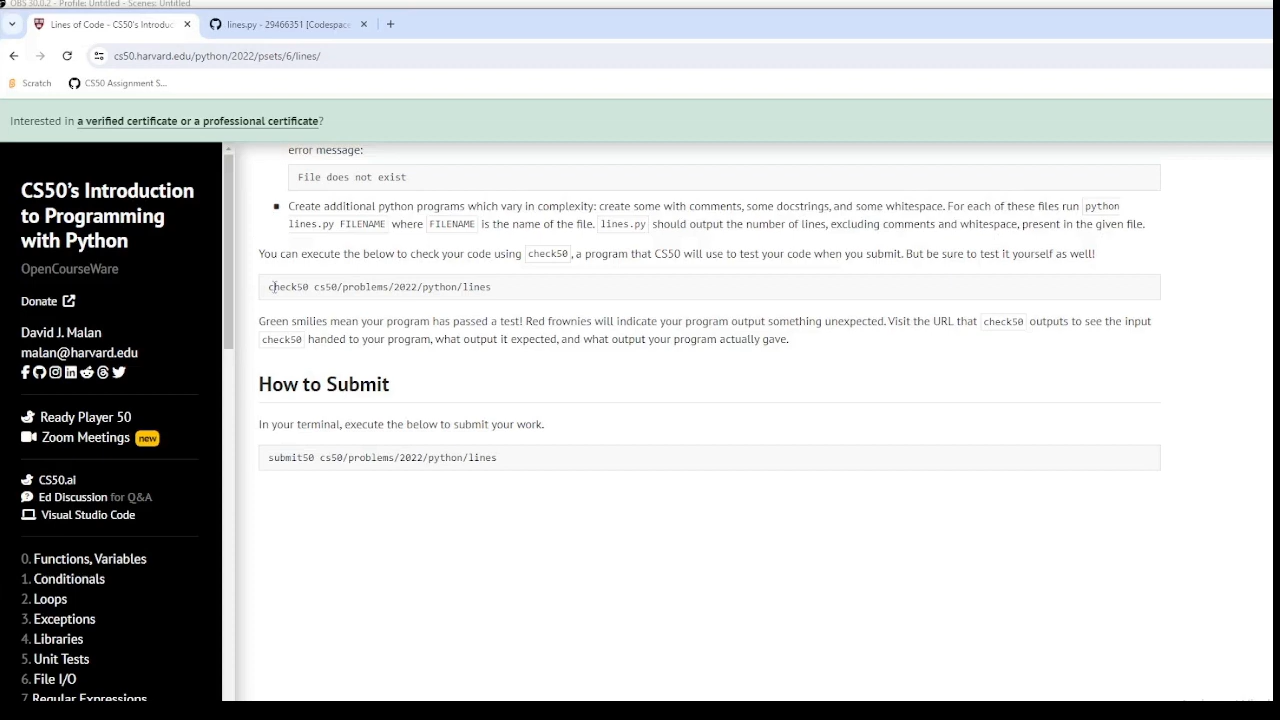 OBS 30.0.2 - Profile: Untitled - Scenes: Untitled
Lines of Code - CS50's Introduc
lines.py - 29466351 [Codespace
cs50.harvard.edu/python/2022/psets/6/lines/
Scratch
CS50 Assignment S...
Interested in a verified certificate or a professional certificate?
CS50's Introduction
to Programming
with Python
OpenCourseWare
Donate
David J. Malan
malan@harvard.edu
Ready Player 50
Zoom Meetings new
CS50.ai
Ed Discussion for Q&A
Visual Studio Code
0. Functions, Variables
1. Conditionals
2. Loops
3. Exceptions
4. Libraries
5. Unit Tests
6. File I/O
7. Regular Expressions
error message:
File does not exist
Create additional python programs which vary in complexity: create some with comments, some docstrings, and some whitespace. For each of these files run python
lines.py FILENAME where FILENAME is the name of the file. lines.py should output the number of lines, excluding comments and whitespace, present in the given file.
You can execute the below to check your code using check50, a program that CS50 will use to test your code when you submit. But be sure to test it yourself as well!
check50 cs50/problems/2022/python/lines
Green smilies mean your program has passed a test! Red frownies will indicate your program output something unexpected. Visit the URL that check50 outputs to see the input
check50 handed to your program, what output it expected, and what output your program actually gave.
How to Submit
In your terminal, execute the below to submit your work.
submit50 cs50/problems/2022/python/lines